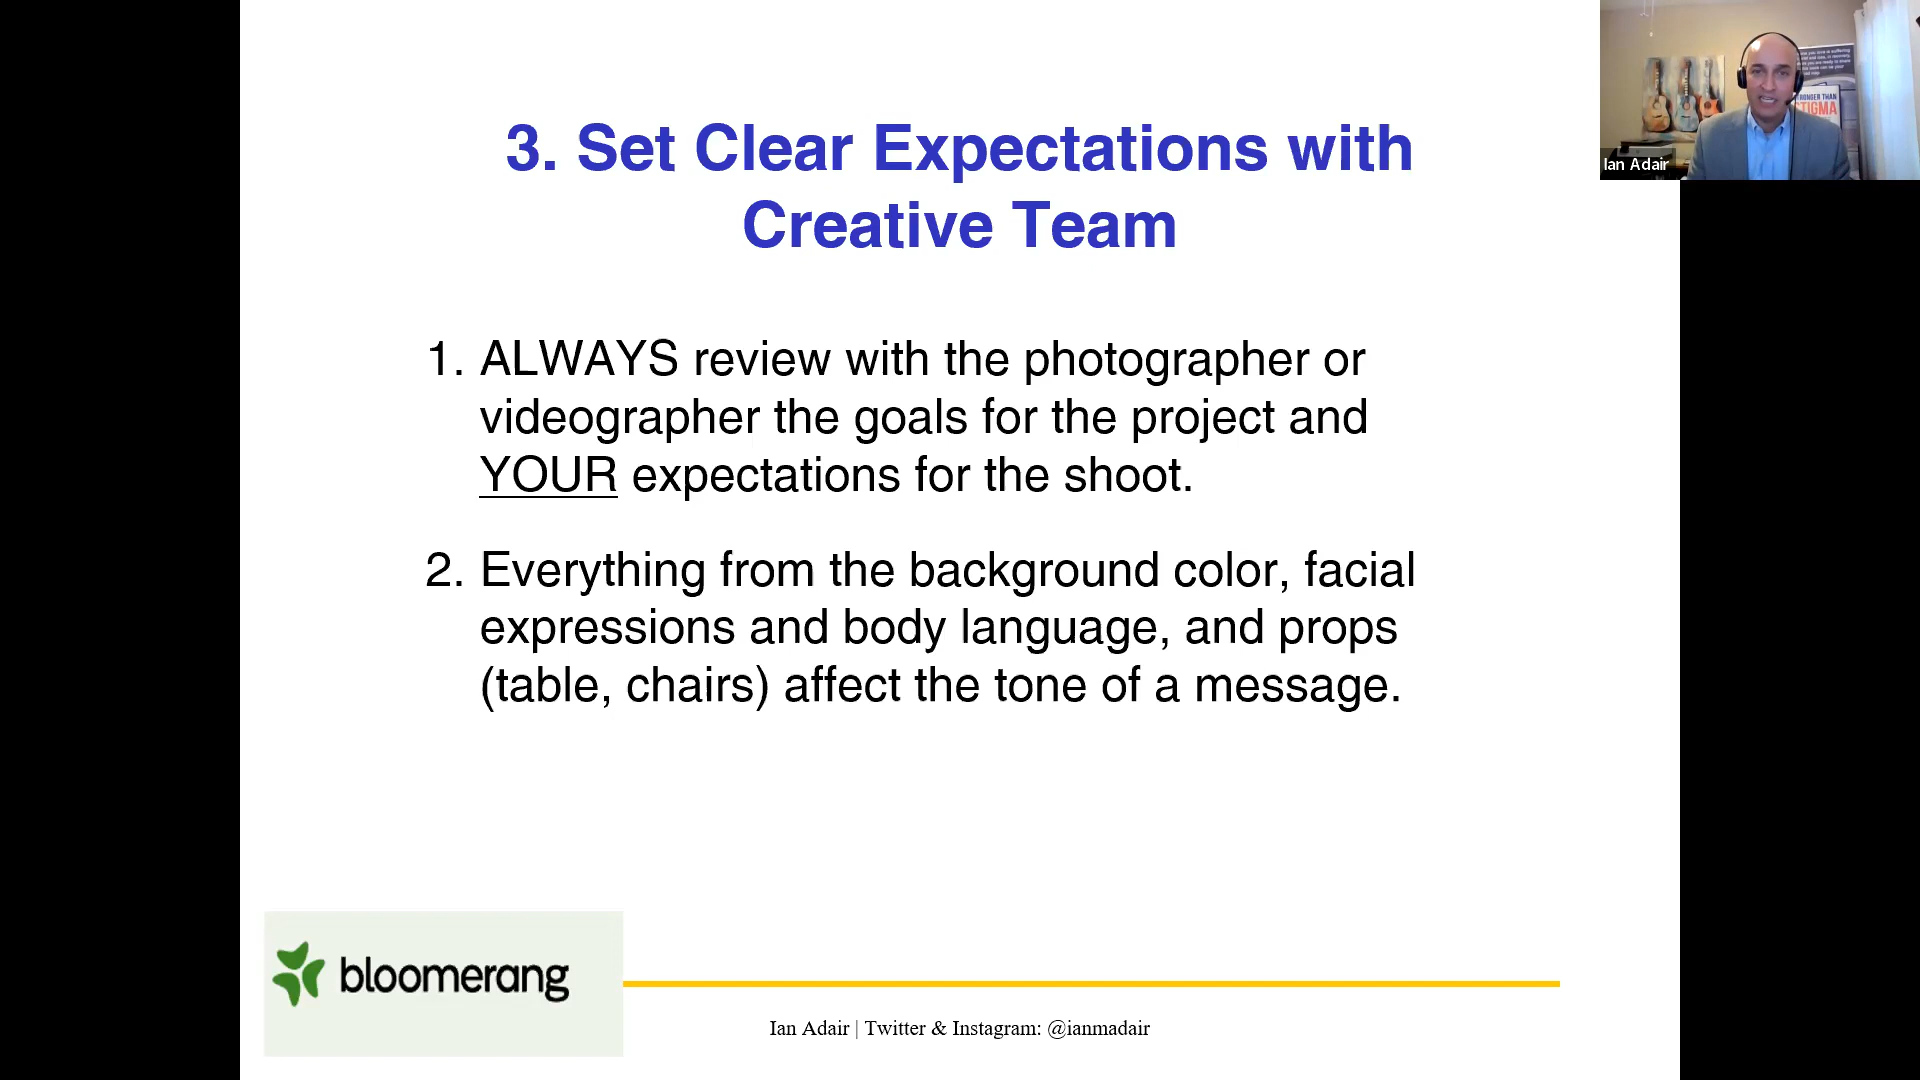 3. Set Clear Expectations with
Creative Team
1. ALWAYS review with the photographer or
videographer the goals for the project and
YOUR expectations for the shoot.
2. Everything from the background color, facial
expressions and body language, and props
(table, chairs) affect the tone of a message.
bloomerang
Ian Adair | Twitter & Instagram: @ianmadair
Ian Adair
THAN